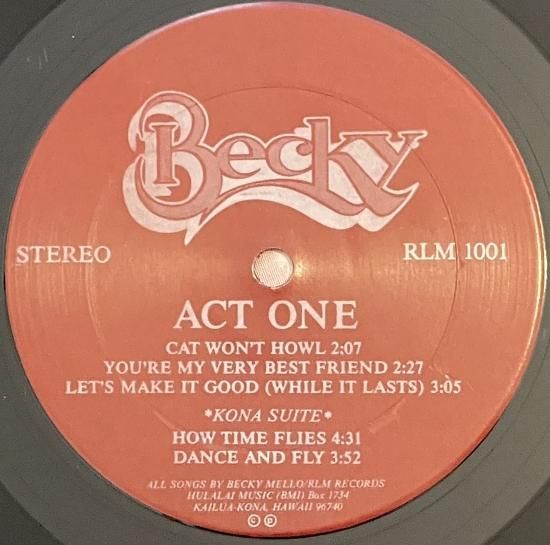 Becky
STEREO
RLM 1001
ACT ONE
CAT WON'T HOWL 2:07
YOU'RE MY VERY BEST FRIEND 2:27
LET'S MAKE IT GOOD (WHILE IT LASTS) 3:05
*KONA SUITE*
HOW TIME FLIES 4:31
DANCE AND FLY 3:52
ALL SONGS BY BECKY MELLO/RLM RECORDS
HULALAI MUSIC (BMI) Box 1734
KAILUA-KONA, HAWAII 96740
© ℗